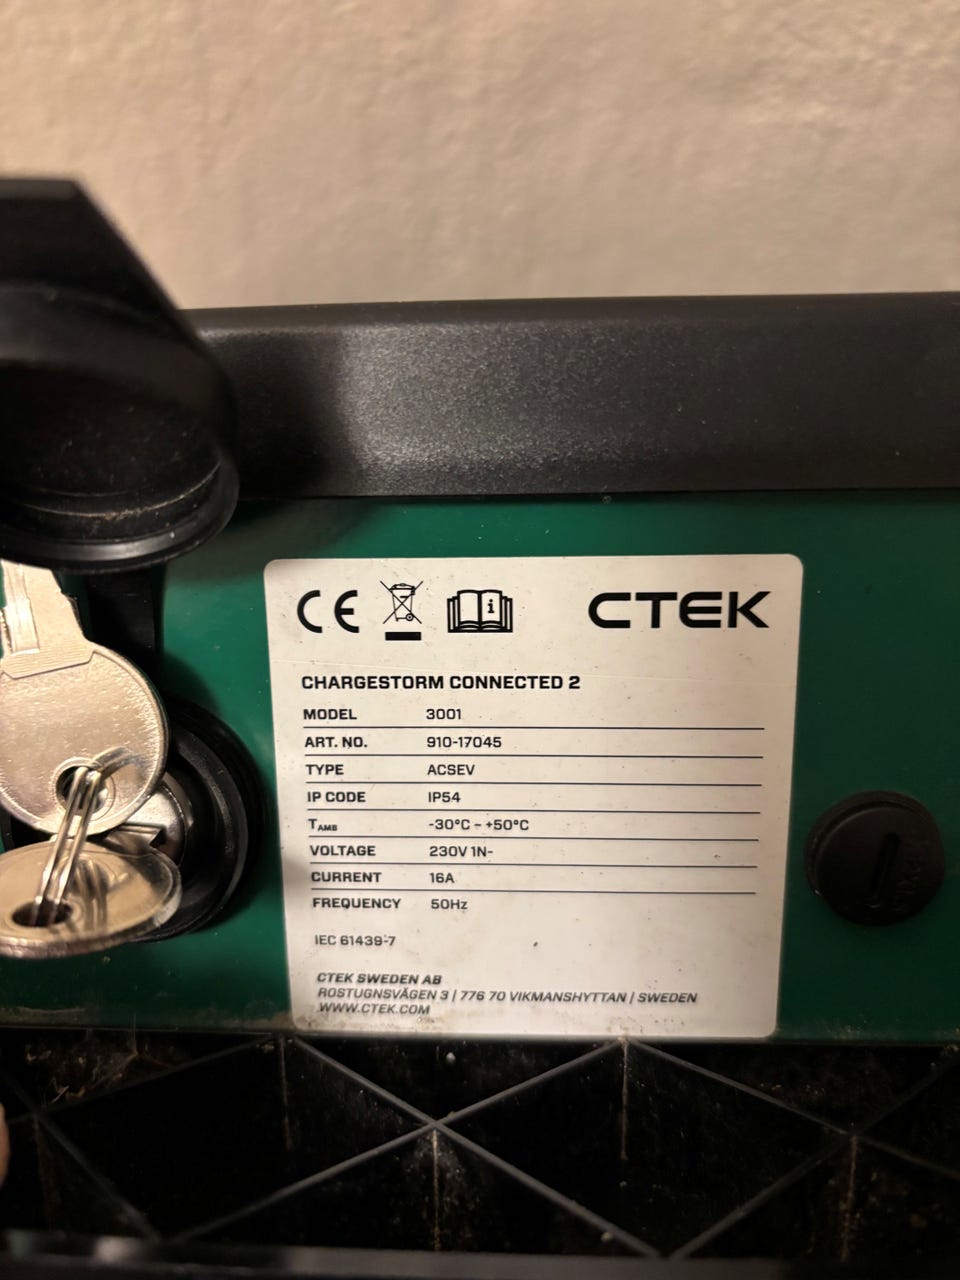 CE i CTEK
CHARGESTORM CONNECTED 2
MODEL 3001
ART. NO. 910-17045
TYPE ACSEV
IP CODE IP54
TAMB -30°C - +50°C
VOLTAGE 230V 1N~
CURRENT 16A
FREQUENCY 50Hz
IEC 61439-7
CTEK SWEDEN AB
ROSTUGNSVÄGEN 3 | 776 70 VIKMANSHYTTAN | SWEDEN
WWW.CTEK.COM